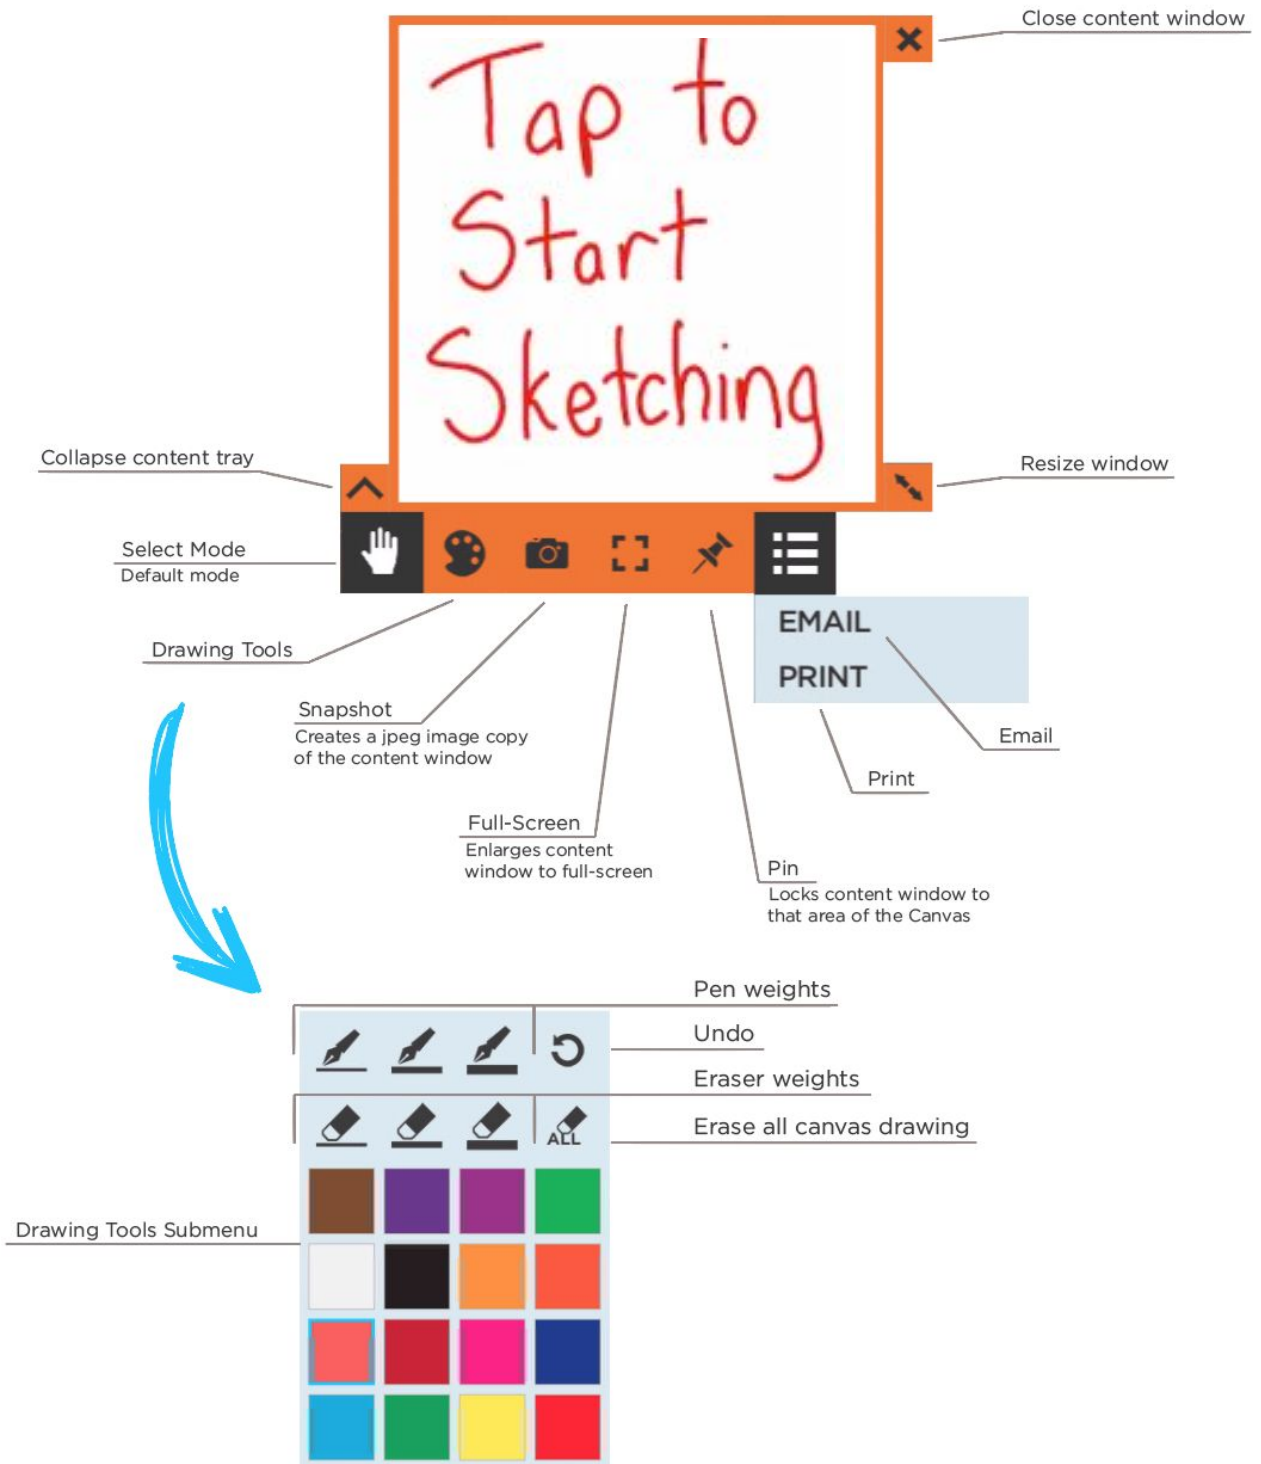 Close content window
Tap to
Start
Sketching
Collapse content tray
Resize window
Select Mode
Default mode
EMAIL
PRINT
Drawing Tools
Snapshot
Creates a jpeg image copy
of the content window
Email
Print
Full-Screen
Enlarges content
window to full-screen
Pin
Locks content window to
that area of the Canvas
Pen weights
Undo
Eraser weights
Erase all canvas drawing
ALL
Drawing Tools Submenu